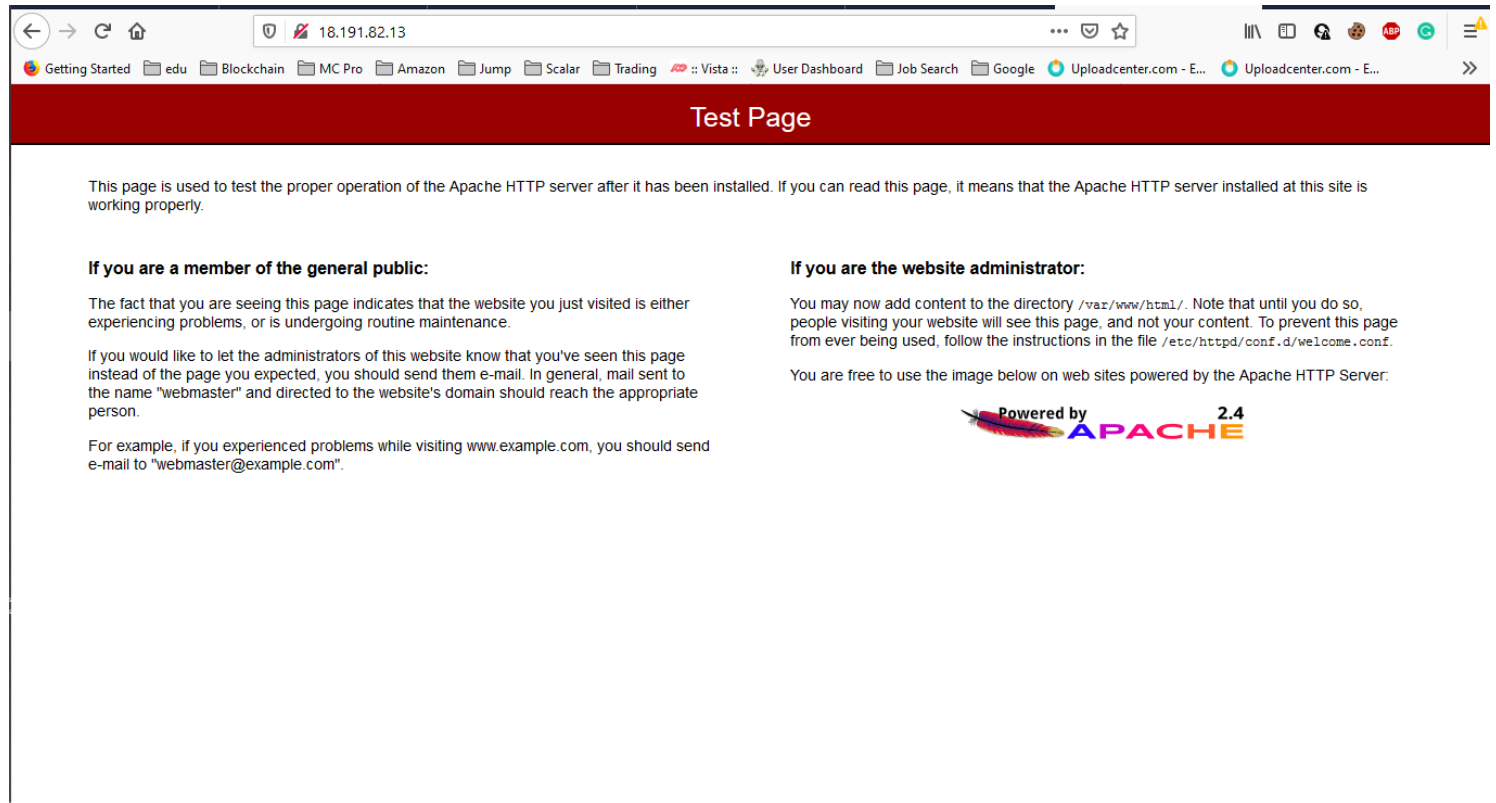 18.191.82.13
Getting Started edu Blockchain MC Pro Amazon Jump Scalar Trading :: Vista :: User Dashboard Job Search Google Uploadcenter.com - E... Uploadcenter.com - E...
Test Page
This page is used to test the proper operation of the Apache HTTP server after it has been installed. If you can read this page, it means that the Apache HTTP server installed at this site is
working properly.
If you are a member of the general public:
The fact that you are seeing this page indicates that the website you just visited is either
experiencing problems, or is undergoing routine maintenance.
If you would like to let the administrators of this website know that you've seen this page
instead of the page you expected, you should send them e-mail. In general, mail sent to
the name "webmaster" and directed to the website's domain should reach the appropriate
person.
For example, if you experienced problems while visiting www.example.com, you should send
e-mail to "webmaster@example.com".
If you are the website administrator:
You may now add content to the directory /var/www/html/. Note that until you do so,
people visiting your website will see this page, and not your content. To prevent this page
from ever being used, follow the instructions in the file /etc/httpd/conf.d/welcome.conf.
You are free to use the image below on web sites powered by the Apache HTTP Server:
Powered by 2.4
APACHE
ABP